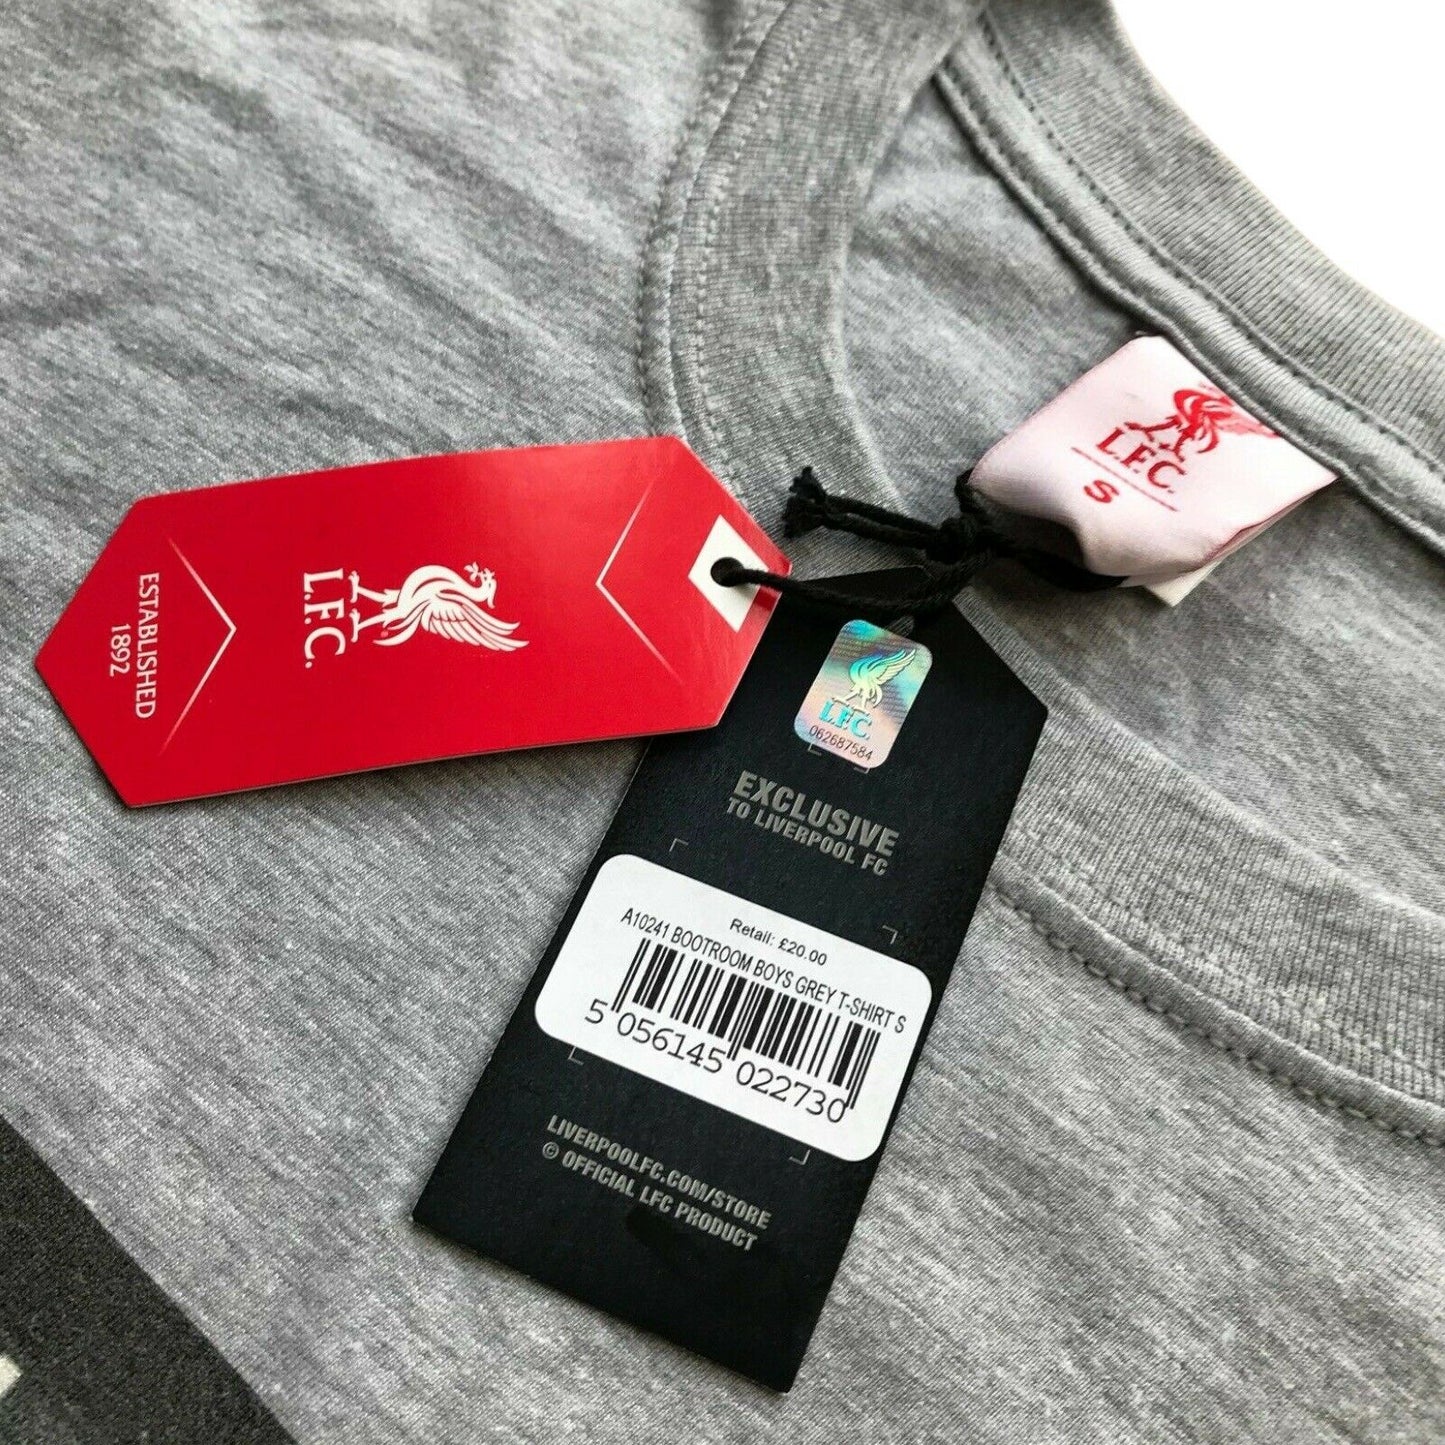 L.F.C.
S
L.F.C.
ESTABLISHED
1892
L.F.C.
062687584
EXCLUSIVE
TO LIVERPOOL FC
Retail: £20.00
A10241 BOOTROOM BOYS GREY T-SHIRT S
5 056145 022730
LIVERPOOLFC.COM/STORE
© OFFICIAL LFC PRODUCT